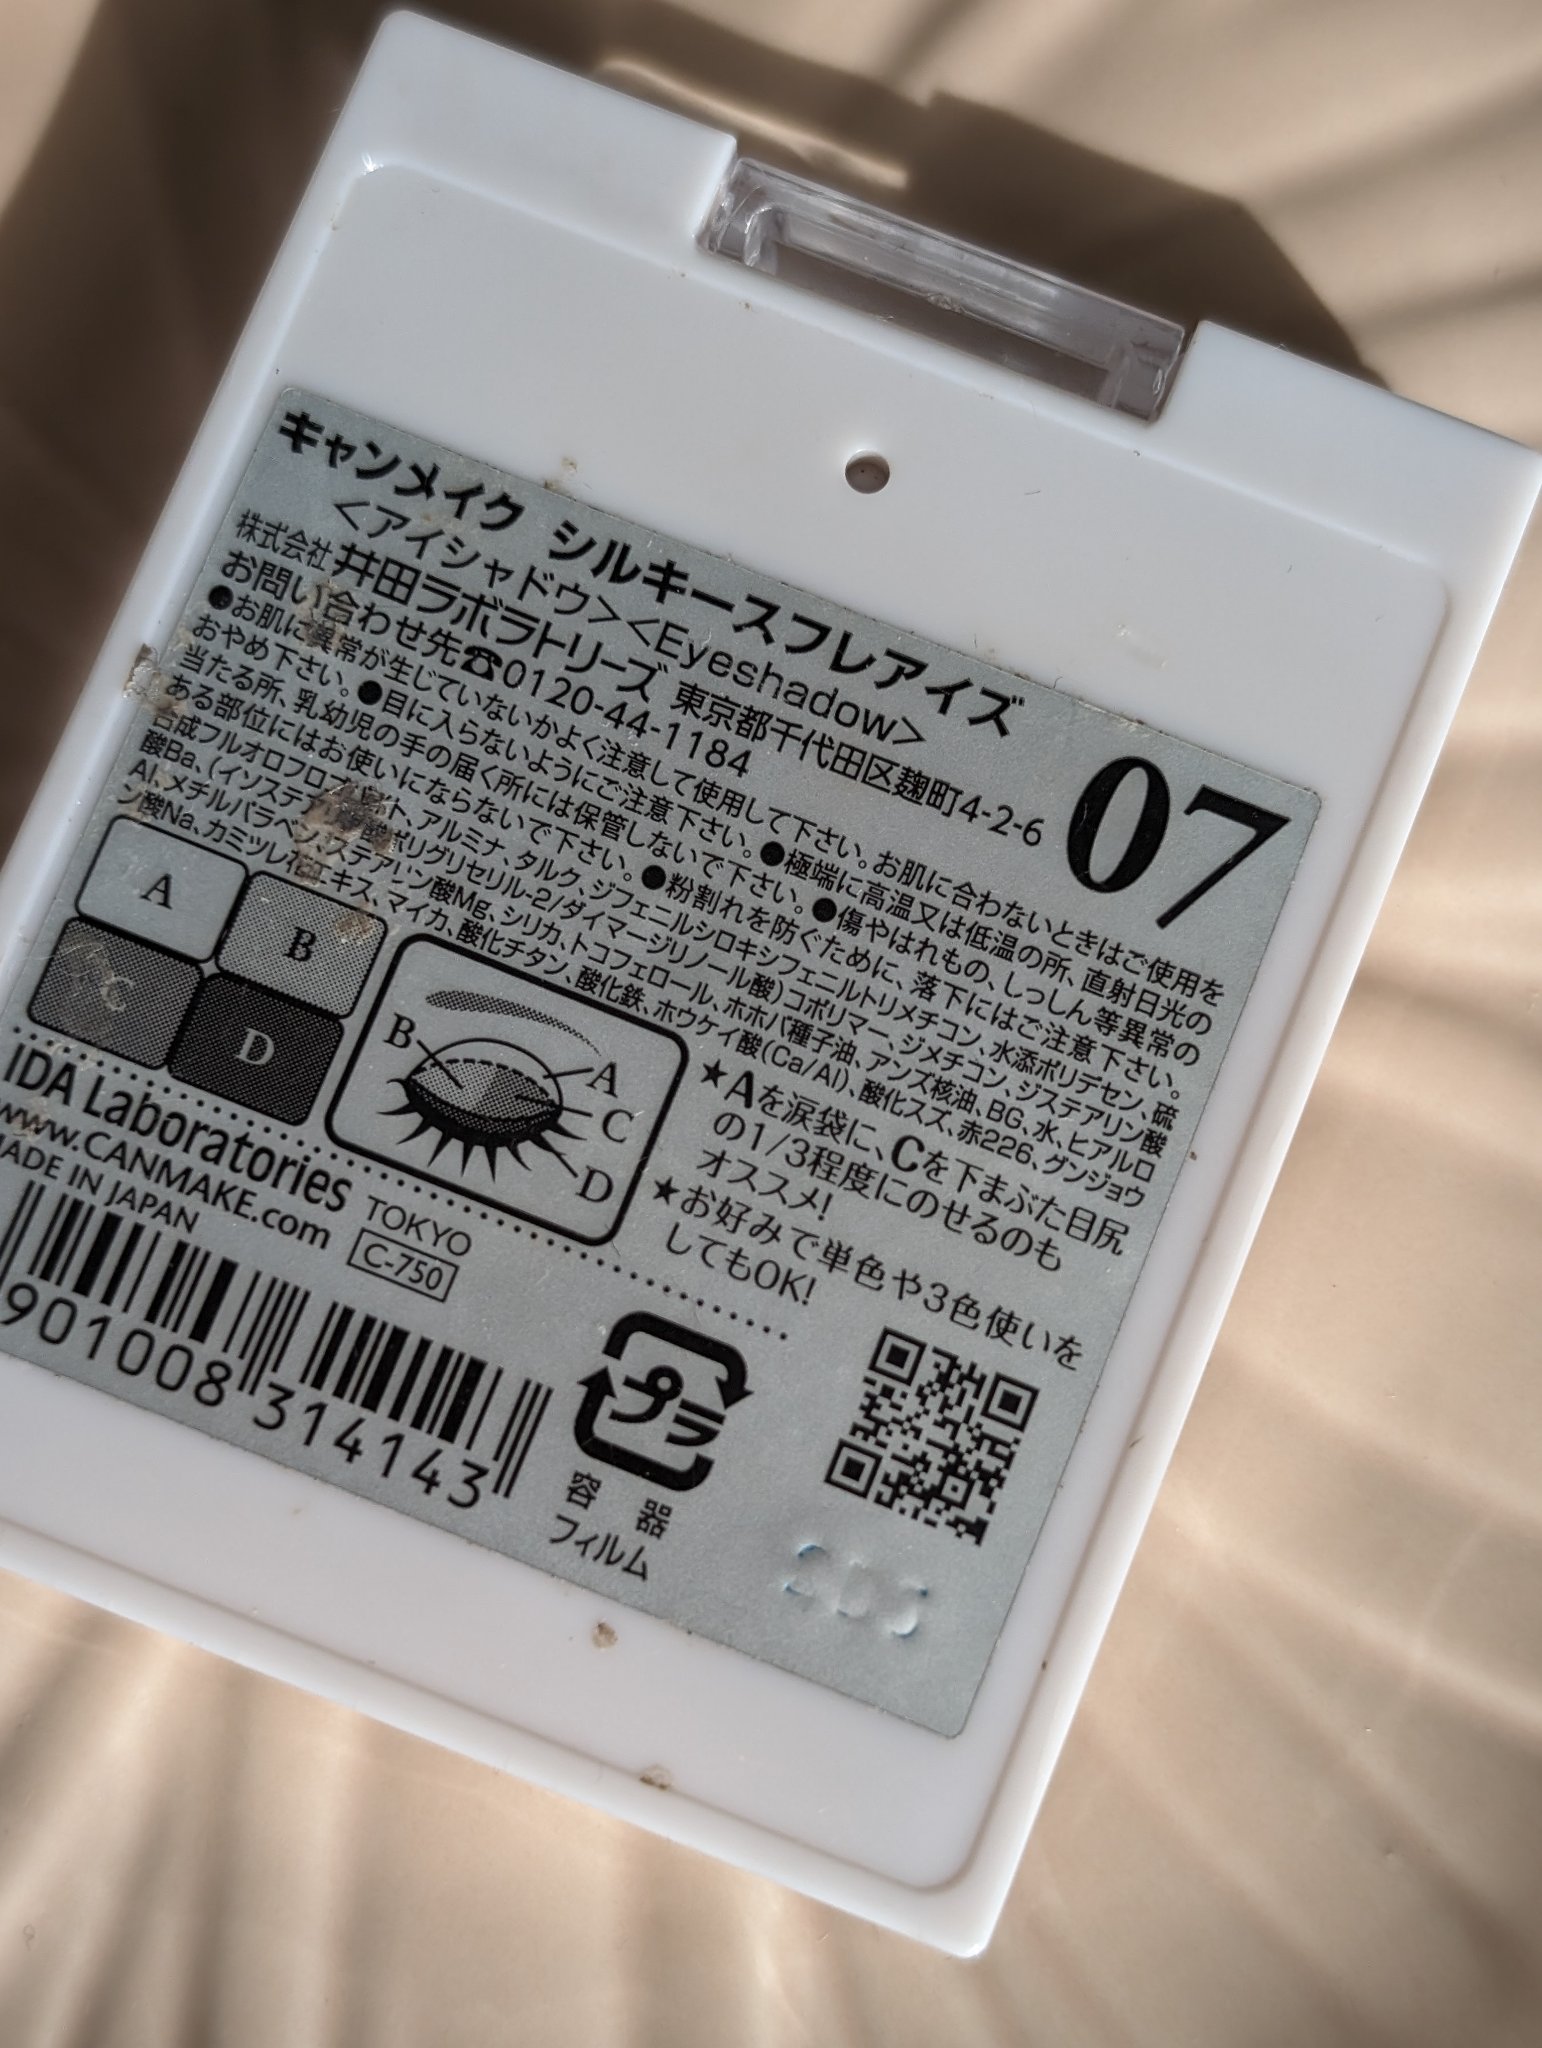 キャンメイク シルキースフレアイズ
＜アイシャドウ＞＜Eyeshadow＞
株式会社 井田ラボラトリーズ 東京都千代田区麹町4-2-6
お問い合わせ先☎0120-44-1184
07
●お肌に異常が生じていないかよく注意して使用して下さい。お肌に合わないときはご使用を
おやめ下さい。●目に入らないようにご注意下さい。●極端に高温又は低温の所、直射日光の
当たる所、乳幼児の手の届く所には保管しないで下さい。●傷やはれもの、しっしん等異常の
ある部位にはお使いにならないで下さい。●粉割れを防ぐために、落下にはご注意下さい。
合成フルオロフロゴパイト、アルミナ、タルク、ジフェニルシロキシフェニルトリメチコン、水添ポリデセン、硫
酸Ba、(イソステアリン酸ポリグリセリル-2/ダイマージリノール酸)コポリマー、ジメチコン、ジステアリン酸
Al、メチルパラベン、ステアリン酸Mg、シリカ、トコフェロール、ホホバ種子油、アンズ核油、BG、水、ヒアルロ
ン酸Na、カミツレ花エキス、マイカ、酸化チタン、酸化鉄、ホウケイ酸(Ca/Al)、酸化スズ、赤226、グンジョウ
A
B
C
D
B
A
C
D
★Aを涙袋に、Cを下まぶた目尻
の1/3程度にのせるのも
オススメ!
★お好みで単色や3色使いを
してもOK!
IDA Laboratories TOKYO
www.CANMAKE.com C-750
MADE IN JAPAN
901008 314143
プラ
容 器
フィルム